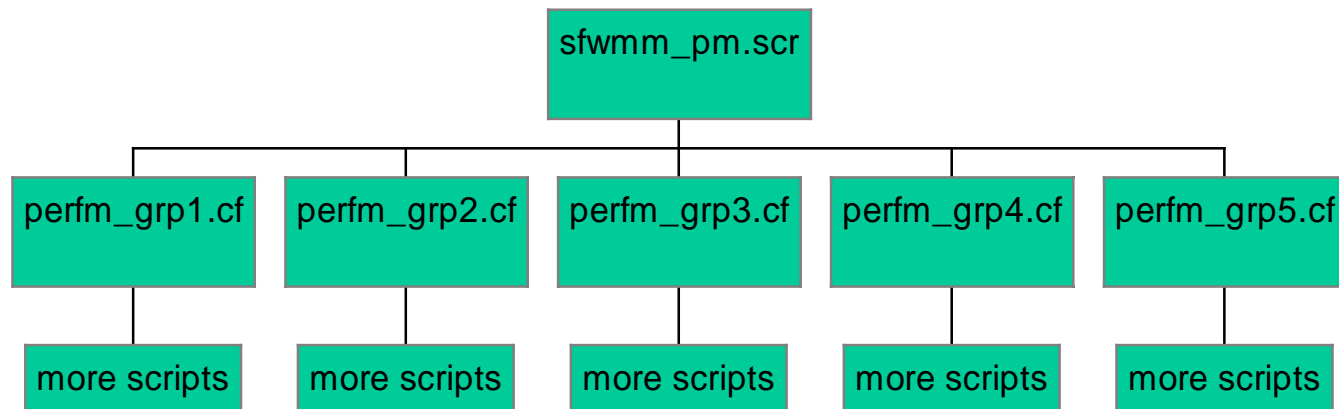 sfwmm_pm.scr
perfm_grp1.cf
perfm_grp2.cf
perfm_grp3.cf
perfm_grp4.cf
perfm_grp5.cf
more scripts
more scripts
more scripts
more scripts
more scripts